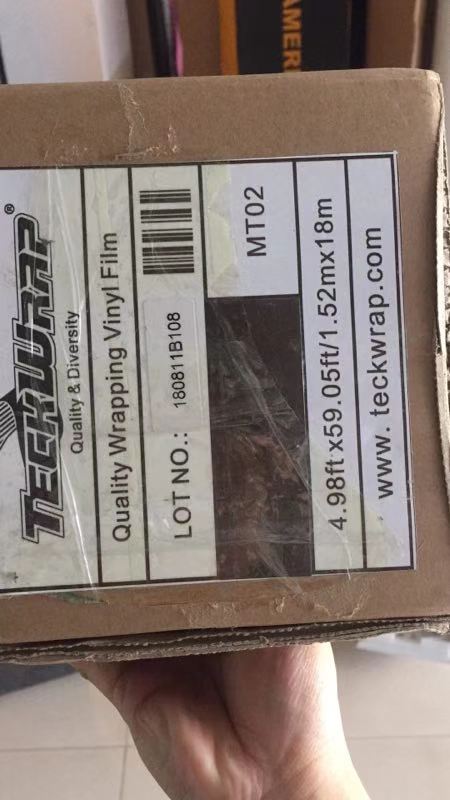 TECKWRAP®
Quality & Diversity
Quality Wrapping Vinyl Film
LOT NO.: 180811B108
MT02
4.98ft x59.05ft/1.52mx18m
www. teckwrap.com
AMER